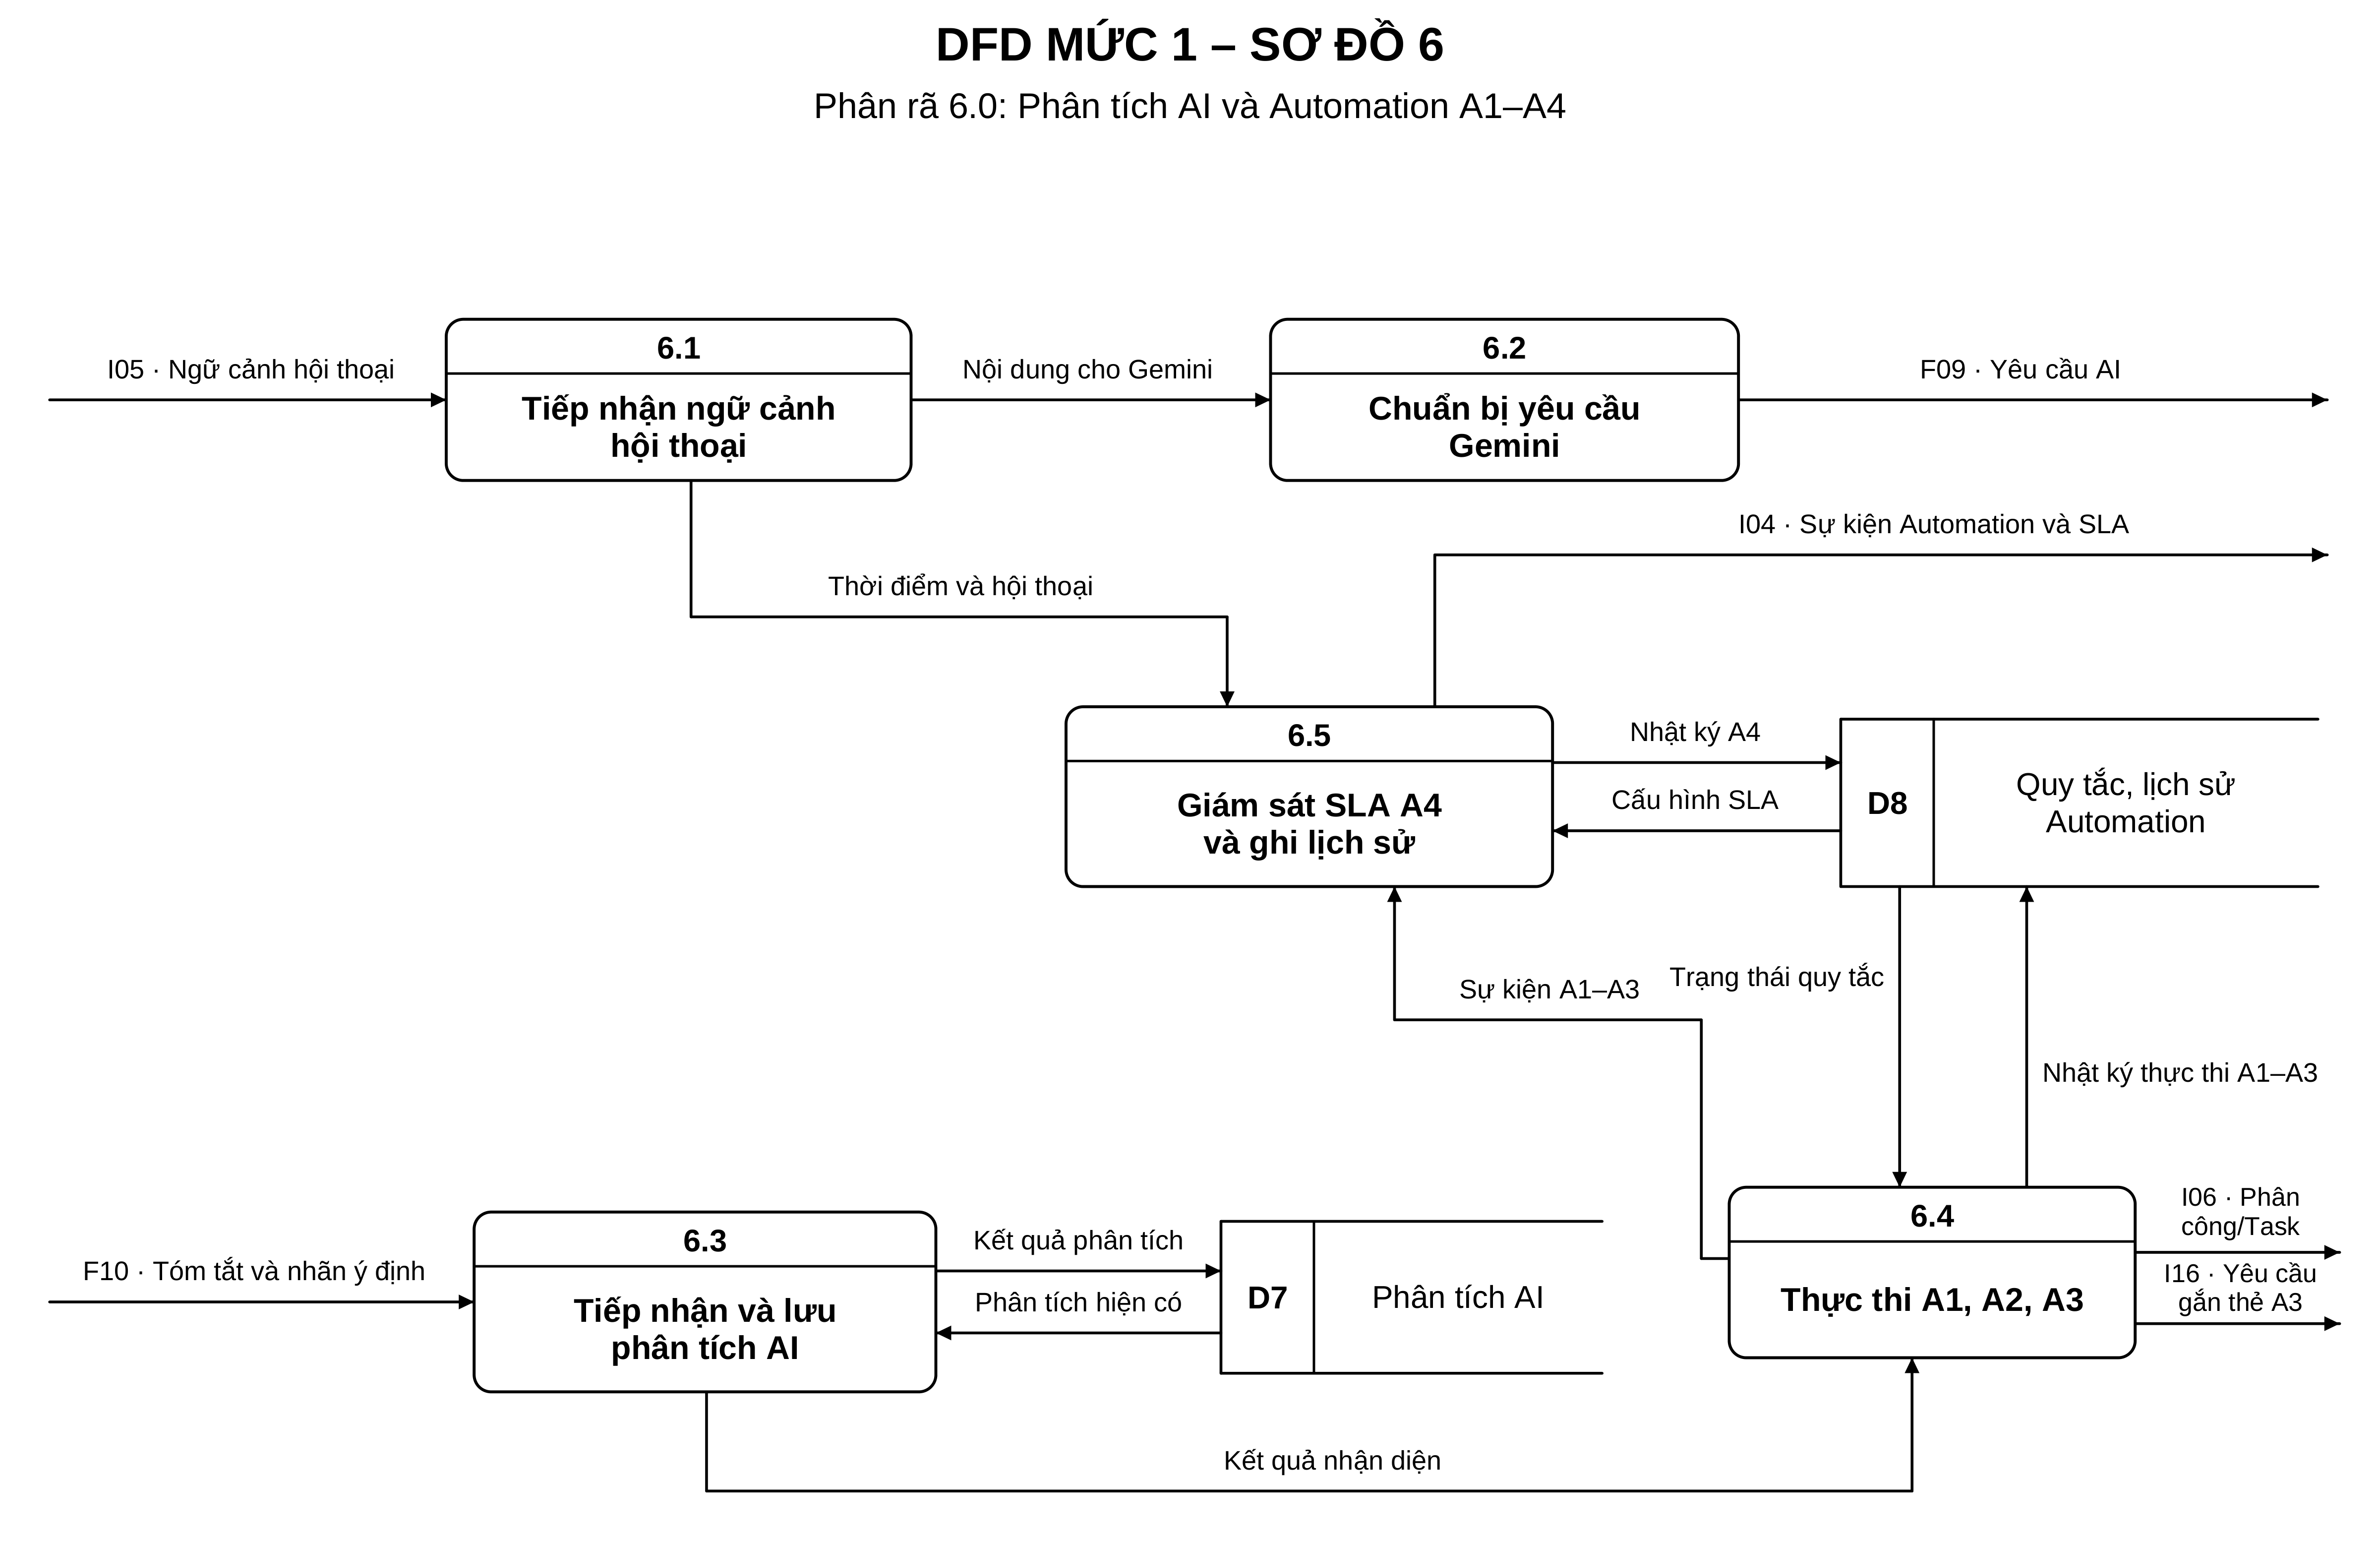 DFD MỨC 1 – SƠ ĐỒ 6
Phân rã 6.0: Phân tích AI và Automation A1–A4
I05 · Ngữ cảnh hội thoại
6.1
Tiếp nhận ngữ cảnh
hội thoại
Nội dung cho Gemini
6.2
Chuẩn bị yêu cầu
Gemini
F09 · Yêu cầu AI
I04 · Sự kiện Automation và SLA
Thời điểm và hội thoại
6.5
Giám sát SLA A4
và ghi lịch sử
Nhật ký A4
Cấu hình SLA
D8
Quy tắc, lịch sử
Automation
Sự kiện A1–A3
Trạng thái quy tắc
Nhật ký thực thi A1–A3
F10 · Tóm tắt và nhãn ý định
6.3
Tiếp nhận và lưu
phân tích AI
Kết quả phân tích
Phân tích hiện có
D7
Phân tích AI
6.4
Thực thi A1, A2, A3
I06 · Phân
công/Task
I16 · Yêu cầu
gắn thẻ A3
Kết quả nhận diện